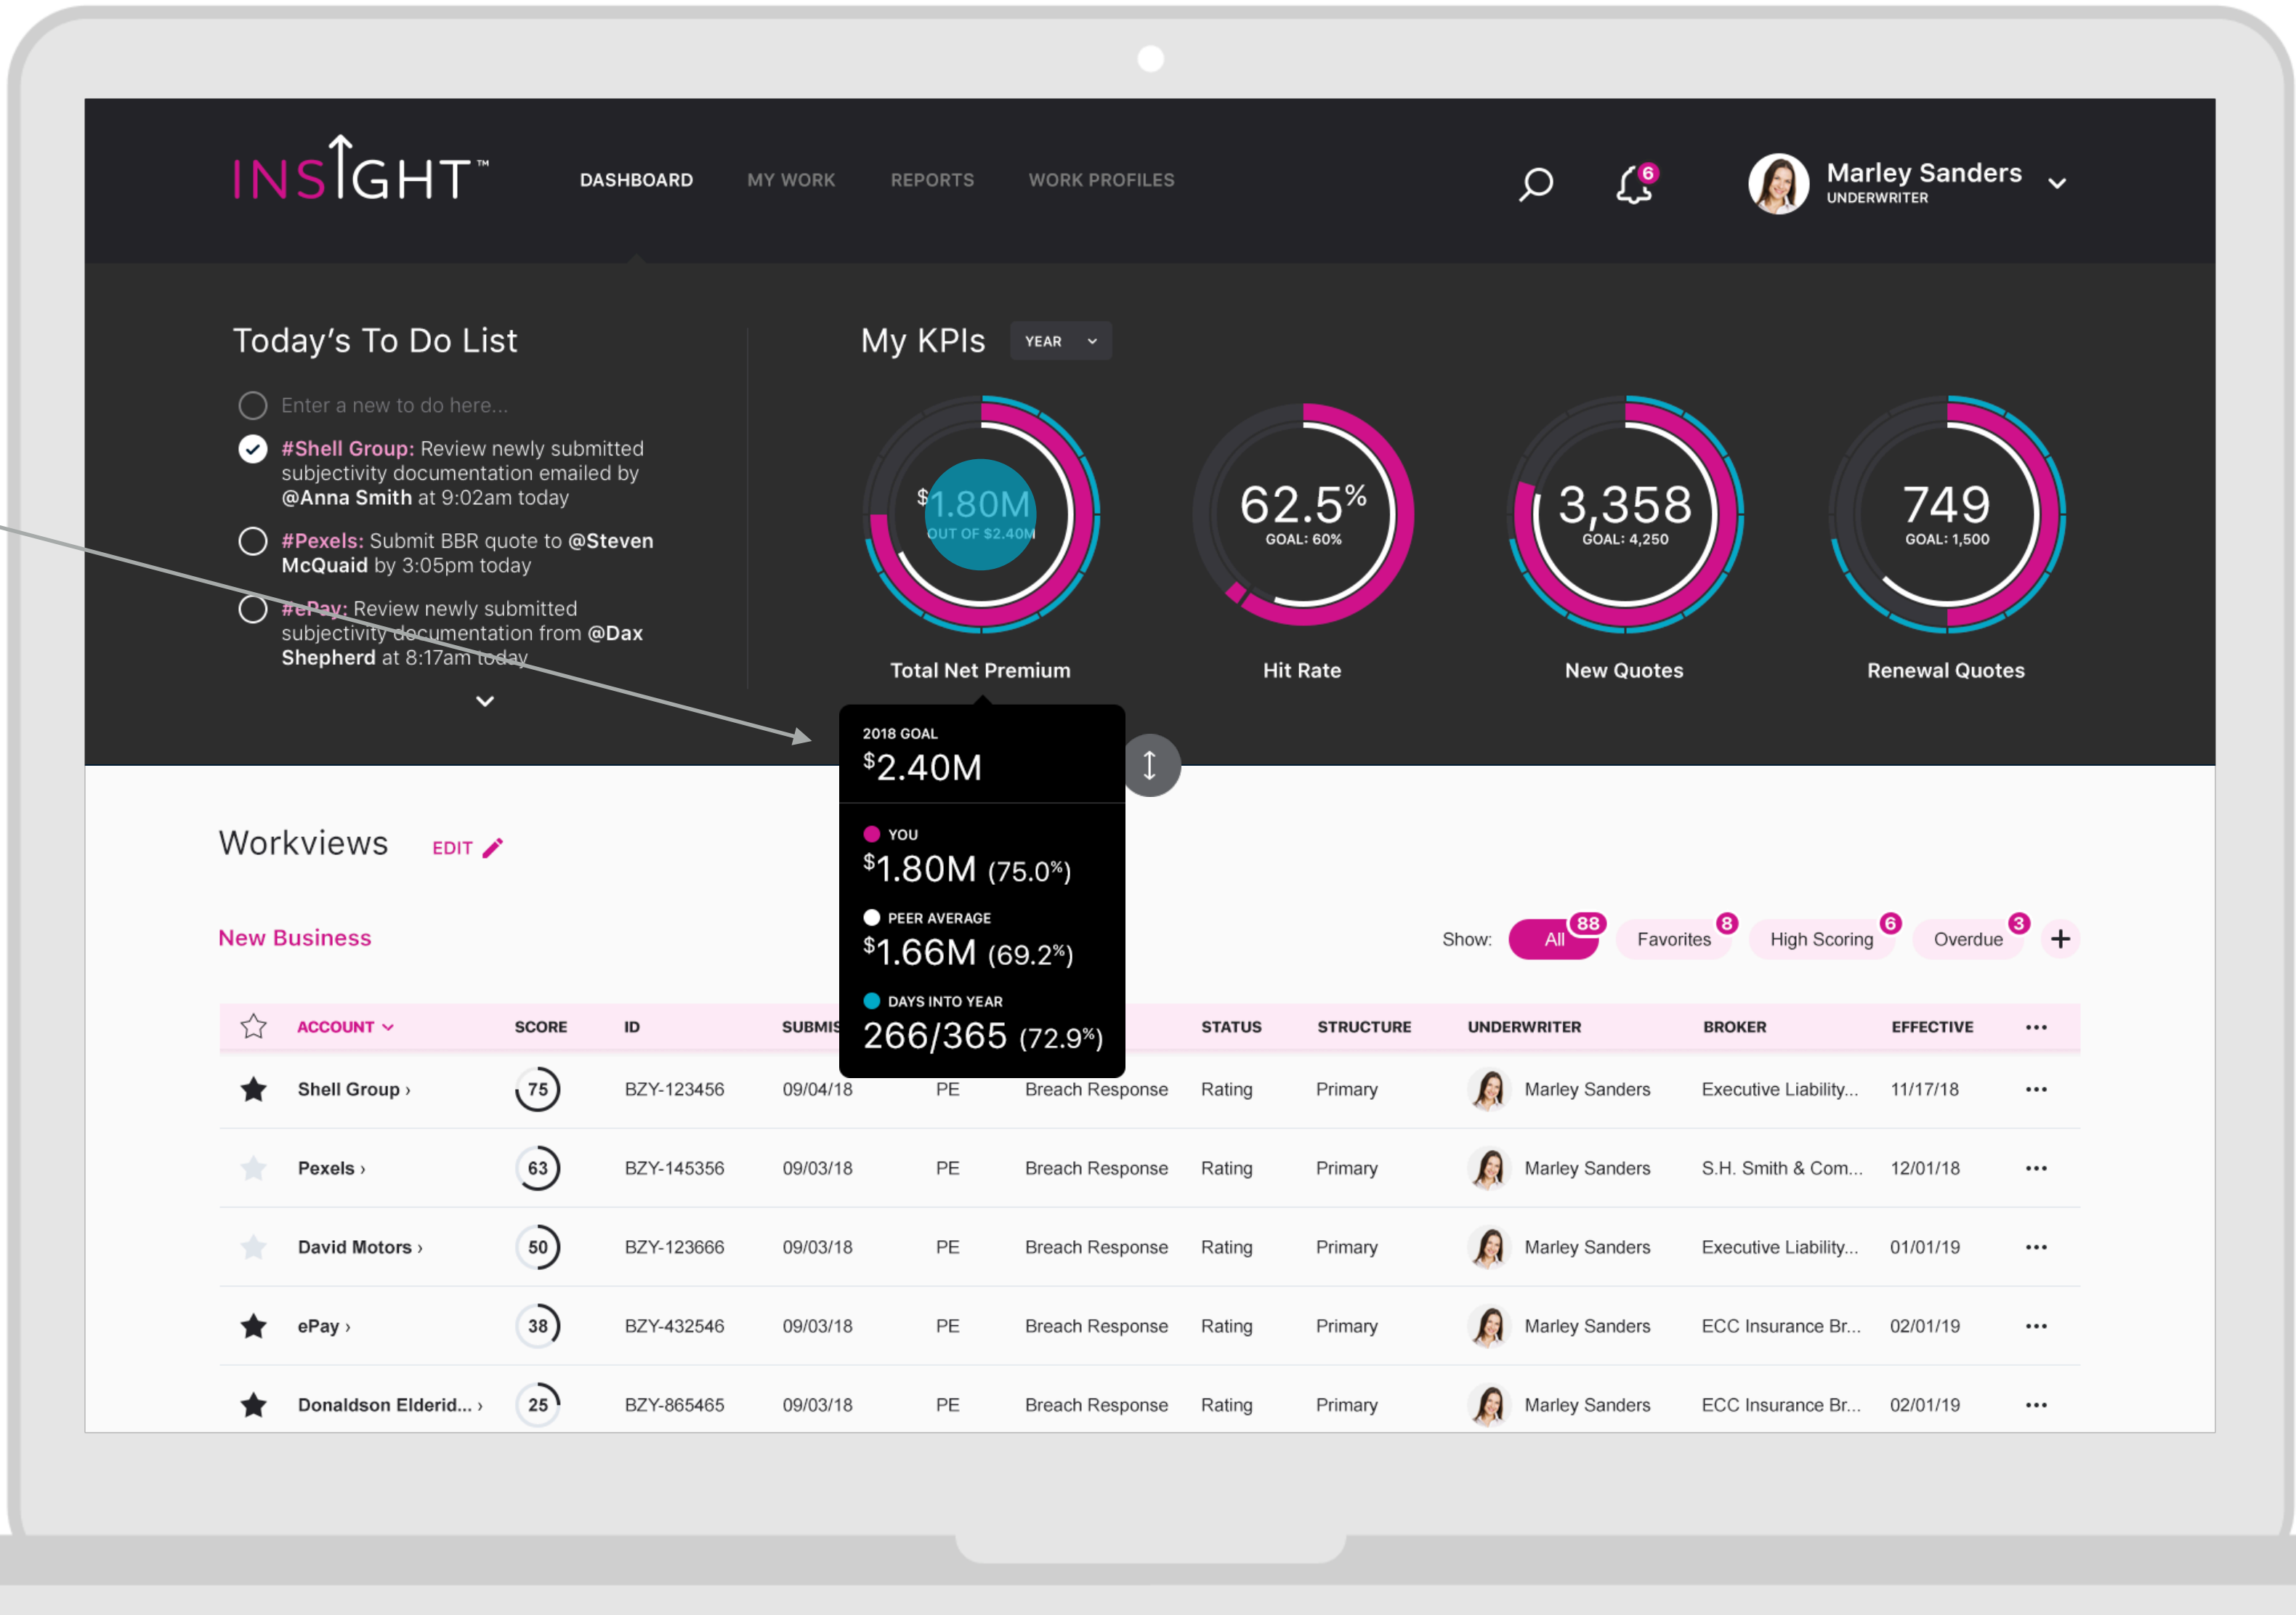 INSIGHT™
DASHBOARD
MY WORK
REPORTS
WORK PROFILES
6
Marley Sanders
UNDERWRITER
Today's To Do List
Enter a new to do here...
#Shell Group: Review newly submitted
subjectivity documentation emailed by
@Anna Smith at 9:02am today
#Pexels: Submit BBR quote to @Steven
McQuaid by 3:05pm today
#ePay: Review newly submitted
subjectivity documentation from @Dax
Shepherd at 8:17am today
My KPIs
YEAR
$1.80M
OUT OF $2.40M
Total Net Premium
62.5%
GOAL: 60%
Hit Rate
3,358
GOAL: 4,250
New Quotes
749
GOAL: 1,500
Renewal Quotes
2018 GOAL
$2.40M
YOU
$1.80M (75.0%)
PEER AVERAGE
$1.66M (69.2%)
DAYS INTO YEAR
266/365 (72.9%)
Workviews
EDIT
New Business
Show:
All 88
Favorites 8
High Scoring 6
Overdue 3
+
ACCOUNT SCORE ID SUBMIS STATUS STRUCTURE UNDERWRITER BROKER EFFECTIVE •••
Shell Group › 75 BZY-123456 09/04/18 PE Breach Response Rating Primary Marley Sanders Executive Liability... 11/17/18 •••
Pexels › 63 BZY-145356 09/03/18 PE Breach Response Rating Primary Marley Sanders S.H. Smith & Com... 12/01/18 •••
David Motors › 50 BZY-123666 09/03/18 PE Breach Response Rating Primary Marley Sanders Executive Liability... 01/01/19 •••
ePay › 38 BZY-432546 09/03/18 PE Breach Response Rating Primary Marley Sanders ECC Insurance Br... 02/01/19 •••
Donaldson Elderid... › 25 BZY-865465 09/03/18 PE Breach Response Rating Primary Marley Sanders ECC Insurance Br... 02/01/19 •••